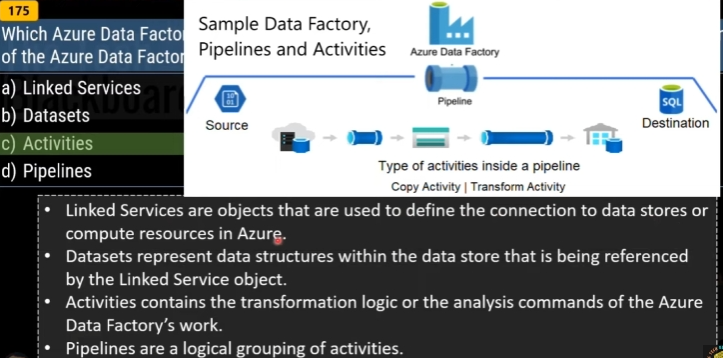 175
Which Azure Data Facto
of the Azure Data Factor
a) Linked Services
b) Datasets
c) Activities
d) Pipelines
Sample Data Factory,
Pipelines and Activities
Azure Data Factory
Pipeline
Source
SQL
Destination
Type of activities inside a pipeline
Copy Activity | Transform Activity
• Linked Services are objects that are used to define the connection to data stores or
compute resources in Azure.
• Datasets represent data structures within the data store that is being referenced
by the Linked Service object.
• Activities contains the transformation logic or the analysis commands of the Azure
Data Factory's work.
• Pipelines are a logical grouping of activities.